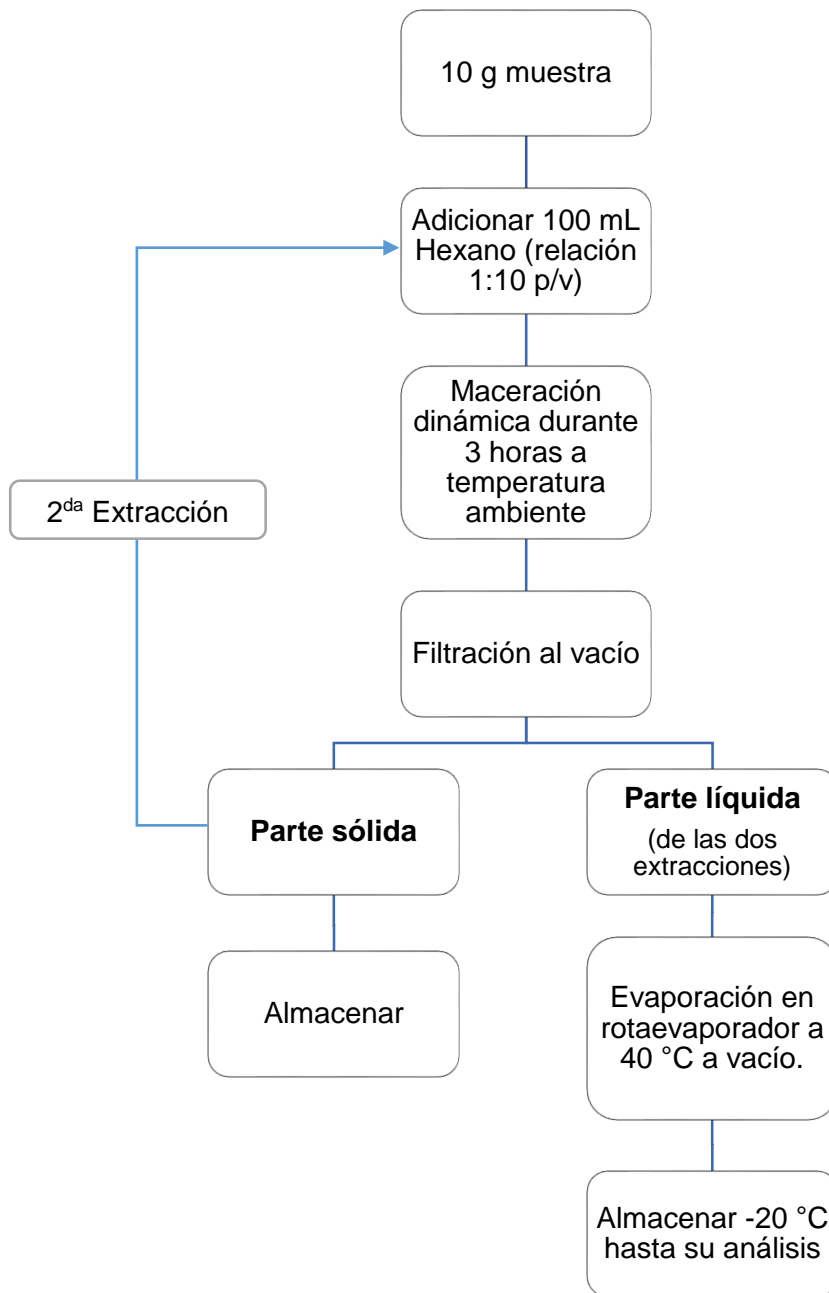 10 g muestra
Adicionar 100 mL
Hexano (relación
1:10 p/v)
Maceración
dinámica durante
3 horas a
temperatura
ambiente
2da Extracción
Filtración al vacío
Parte sólida
Parte líquida
(de las dos
extracciones)
Almacenar
Evaporación en
rotaevaporador a
40 °C a vacío.
Almacenar -20 °C
hasta su análisis